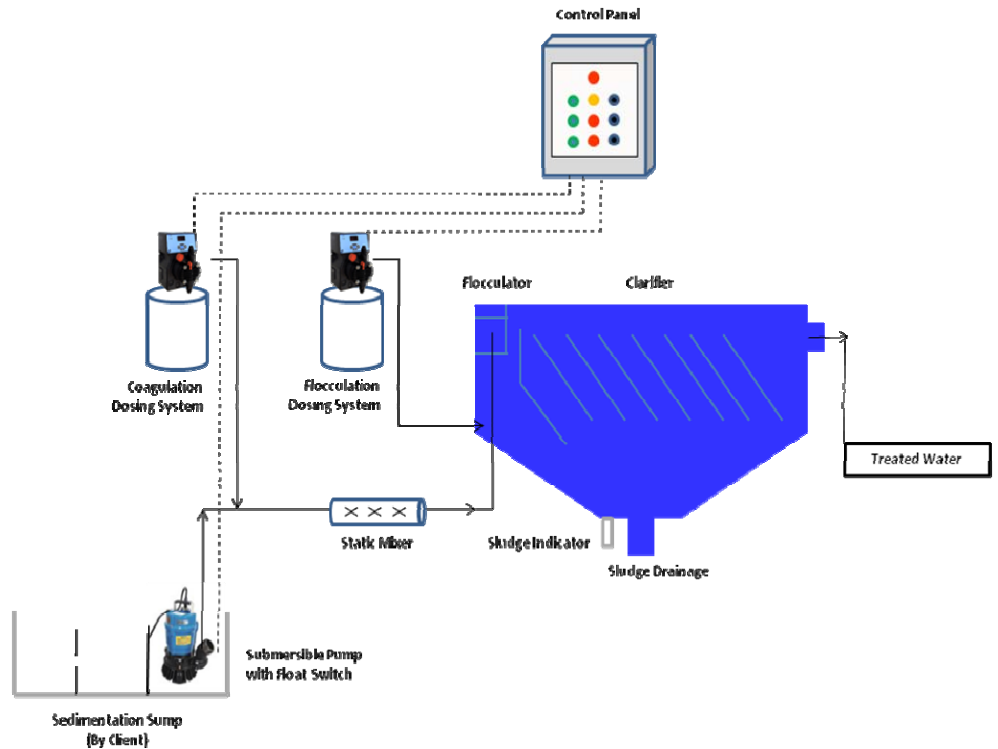 Control Panel
Flocculator
Clarifier
Coagulation
Dosing System
Flocculation
Dosing System
Treated Water
Static Mixer
Sludge Indicator
Sludge Drainage
Submersible Pump
with Float Switch
Sedimentation Sump
(By Client)